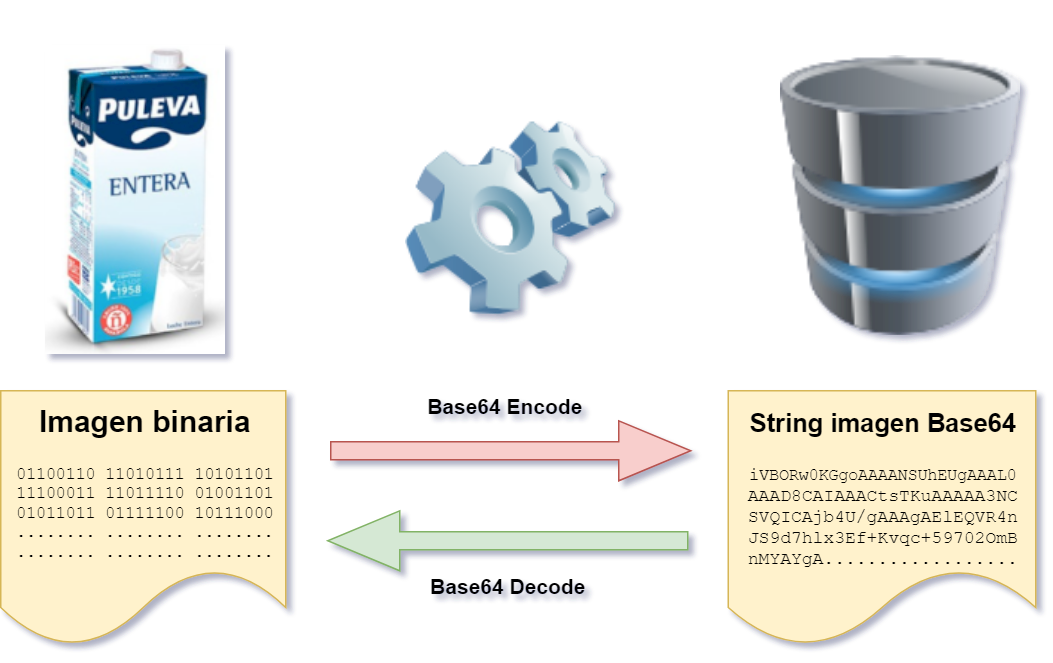 PULEVA
ENTERA
1958
Base64 Encode
Base64 Decode
Imagen binaria
01100110 11010111 10101101
11100011 11011110 01001101
01011011 01111100 10111000
........ ........ ........
........ ........ ........
String imagen Base64
iVBORw0KGgoAAAANSUhEUgAAAL0
AAAD8CAIAAACtsTKuAAAAA3NC
SVQICAjb4U/gAAAgAElEQVR4n
JS9d7hlx3Ef+Kvqc+59702OmB
nMYAYgA..................